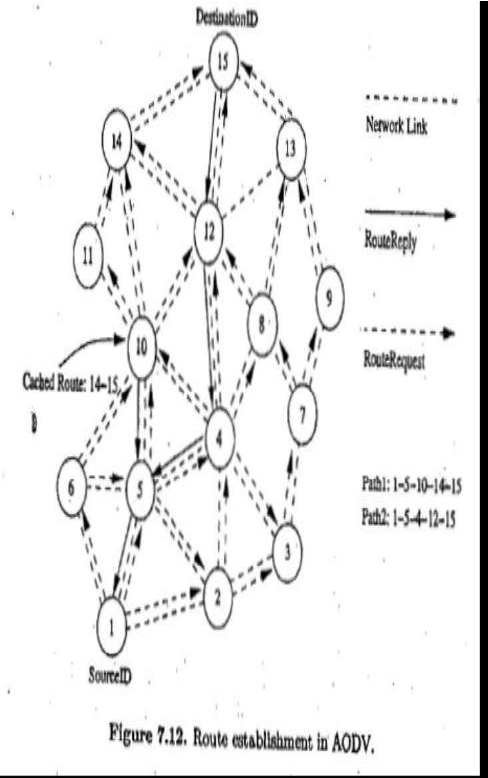 DestinationID
15
14
13
Network Link
12
RouteReply
11
9
8
10
RouteRequest
Cached Route: 14-15
7
4
6
5
Path1: 1-5-10-14-15
Path2: 1-5-4-12-15
3
2
1
SourceID
Figure 7.12. Route establishment in AODV.